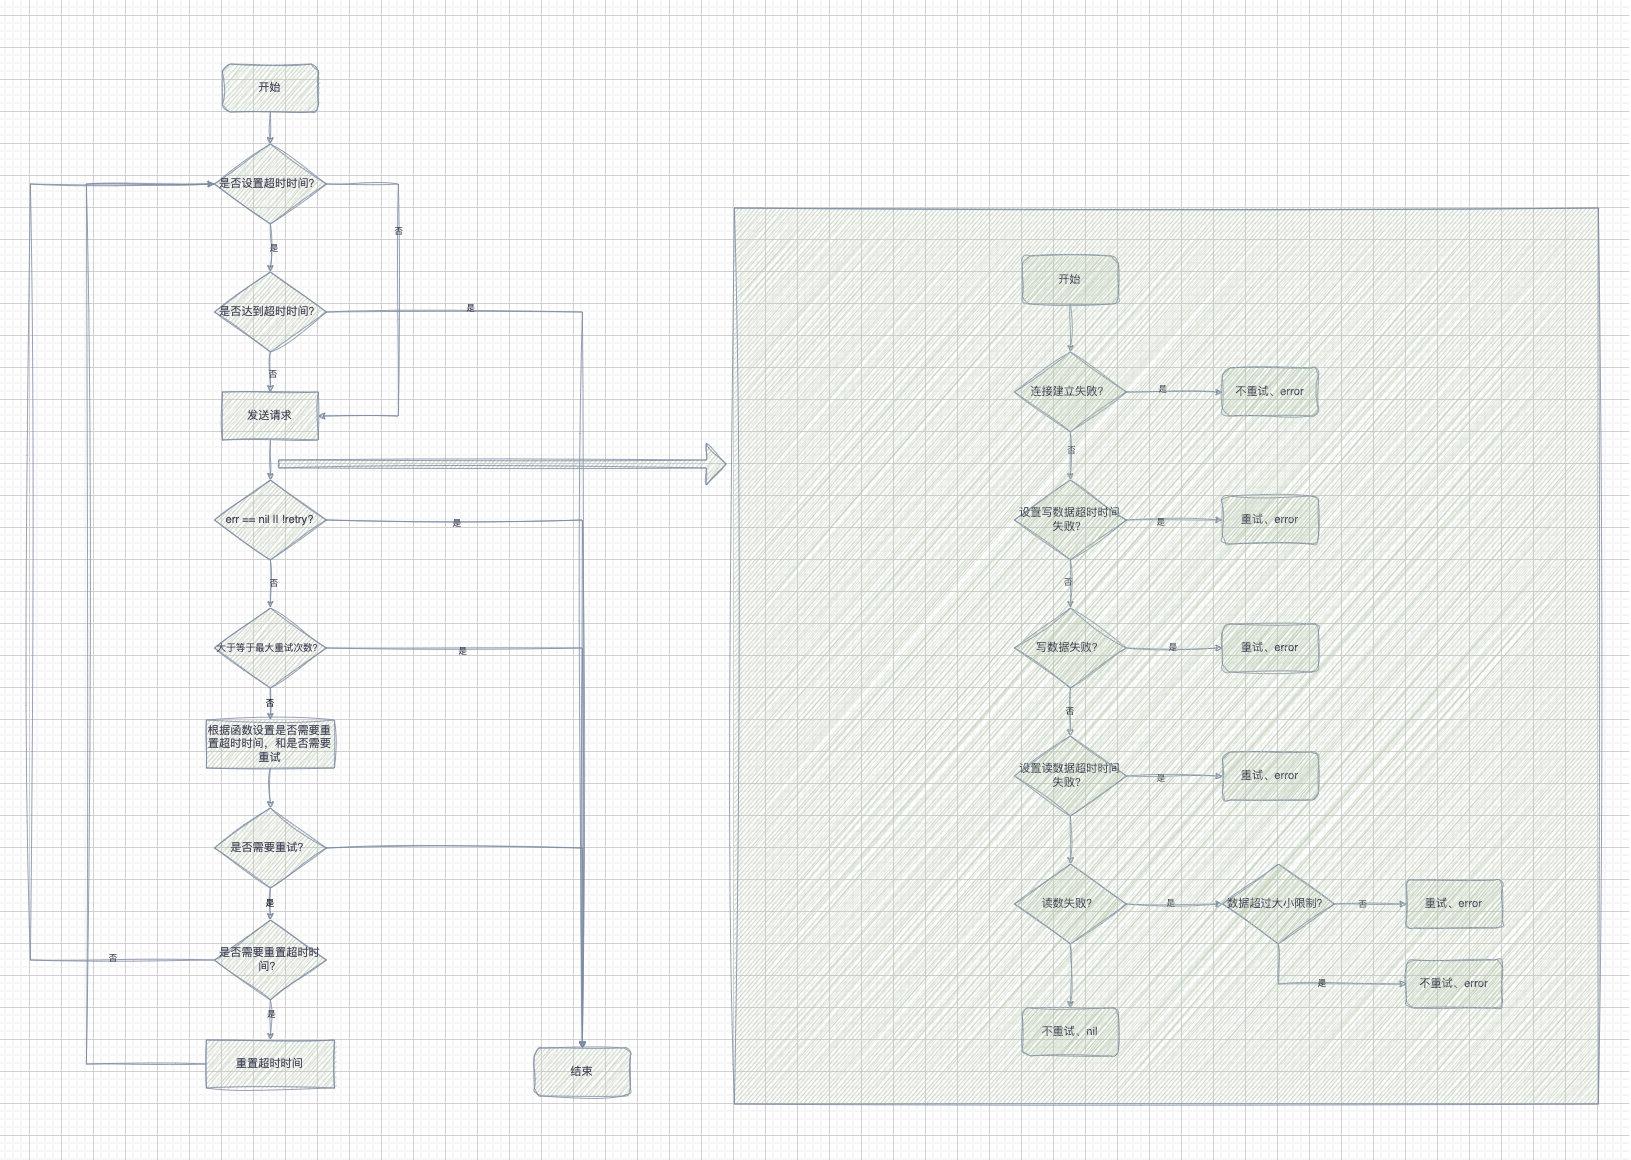 开始
是否设置超时时间?
否
是
是否达到超时时间?
是
否
发送请求
err == nil || !retry?
是
否
大于等于最大重试次数?
是
否
根据函数设置是否需要重
置超时时间，和是否需要
重试
是否需要重试?
是
是否需要重置超时时
间?
否
是
重置超时时间
结束
开始
连接建立失败?
是
不重试、error
否
设置写数据超时时间
失败?
是
重试、error
否
写数据失败?
是
重试、error
否
设置读数据超时时间
失败?
是
重试、error
读数失败?
是
数据超过大小限制?
否
重试、error
是
不重试、error
不重试、nil